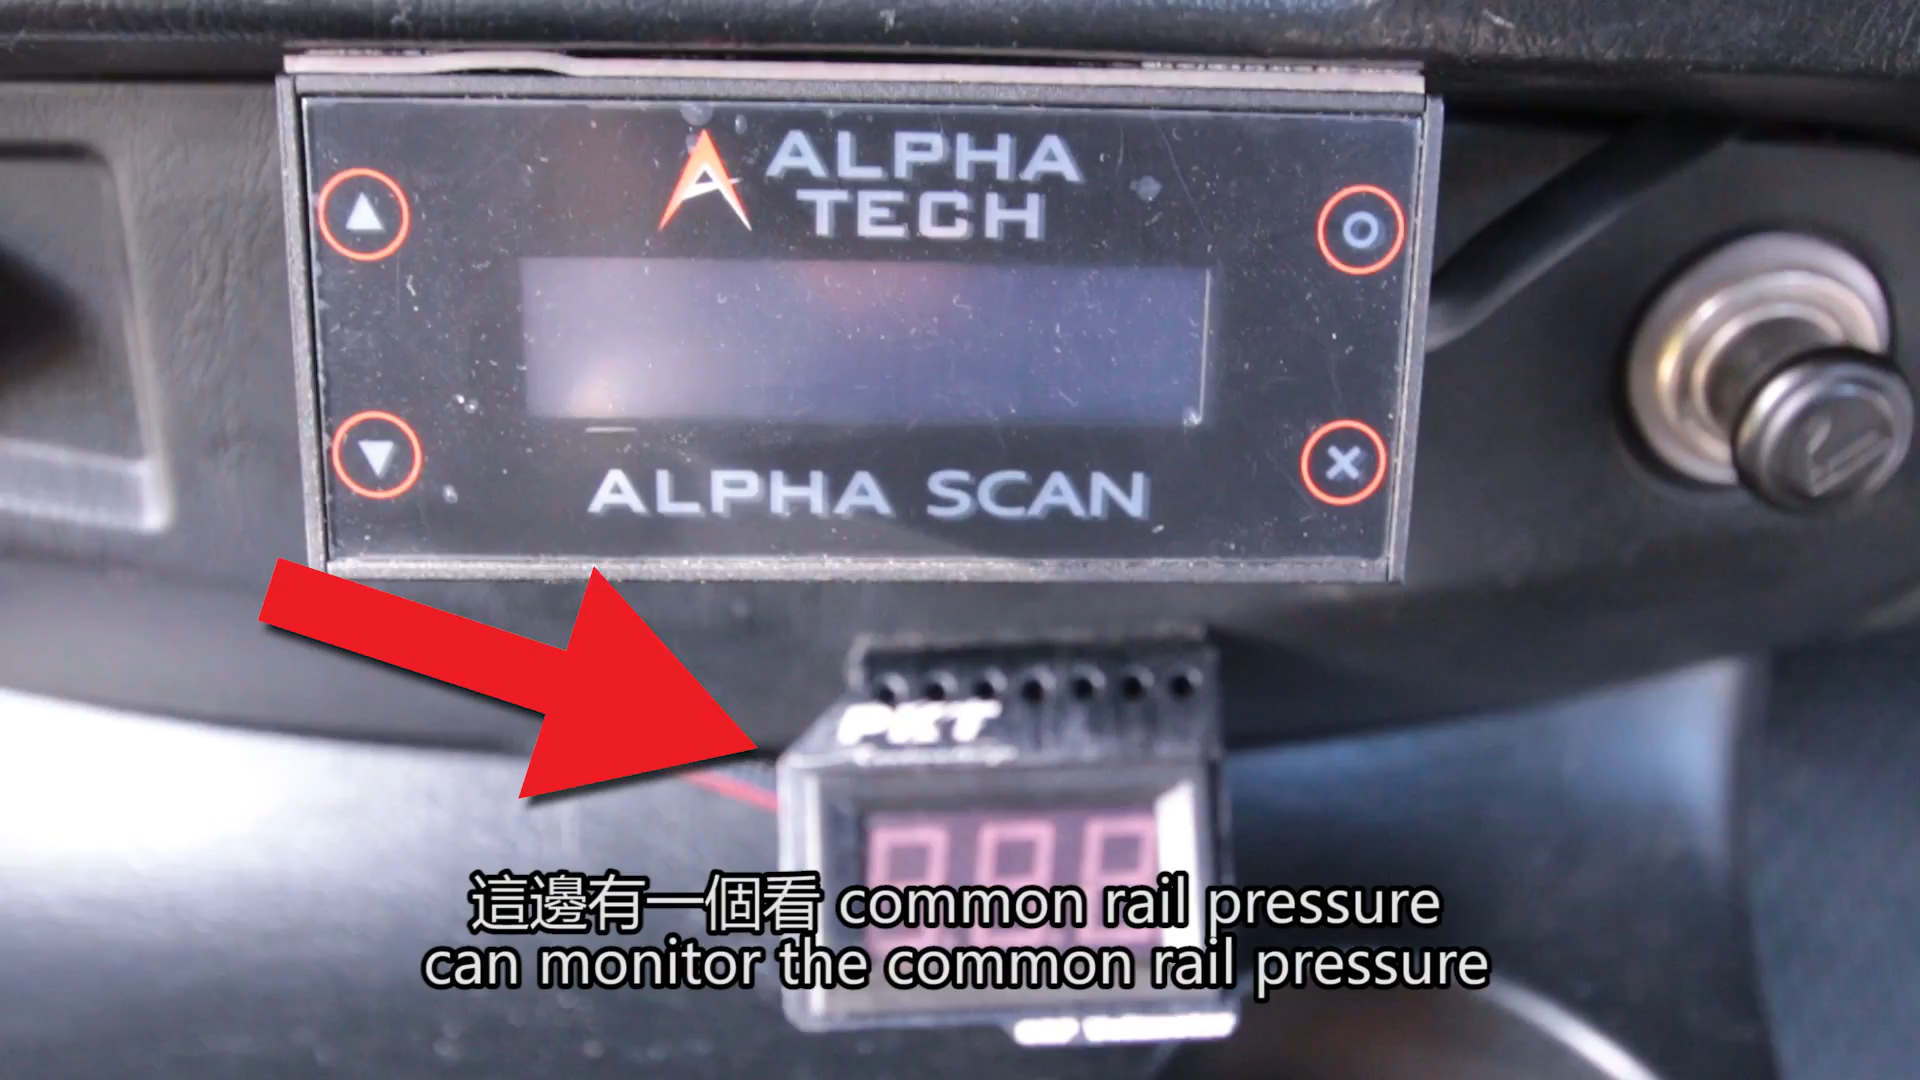 ALPHA
TECH
ALPHA SCAN
PKT
這邊有一個看 common rail pressure
can monitor the common rail pressure